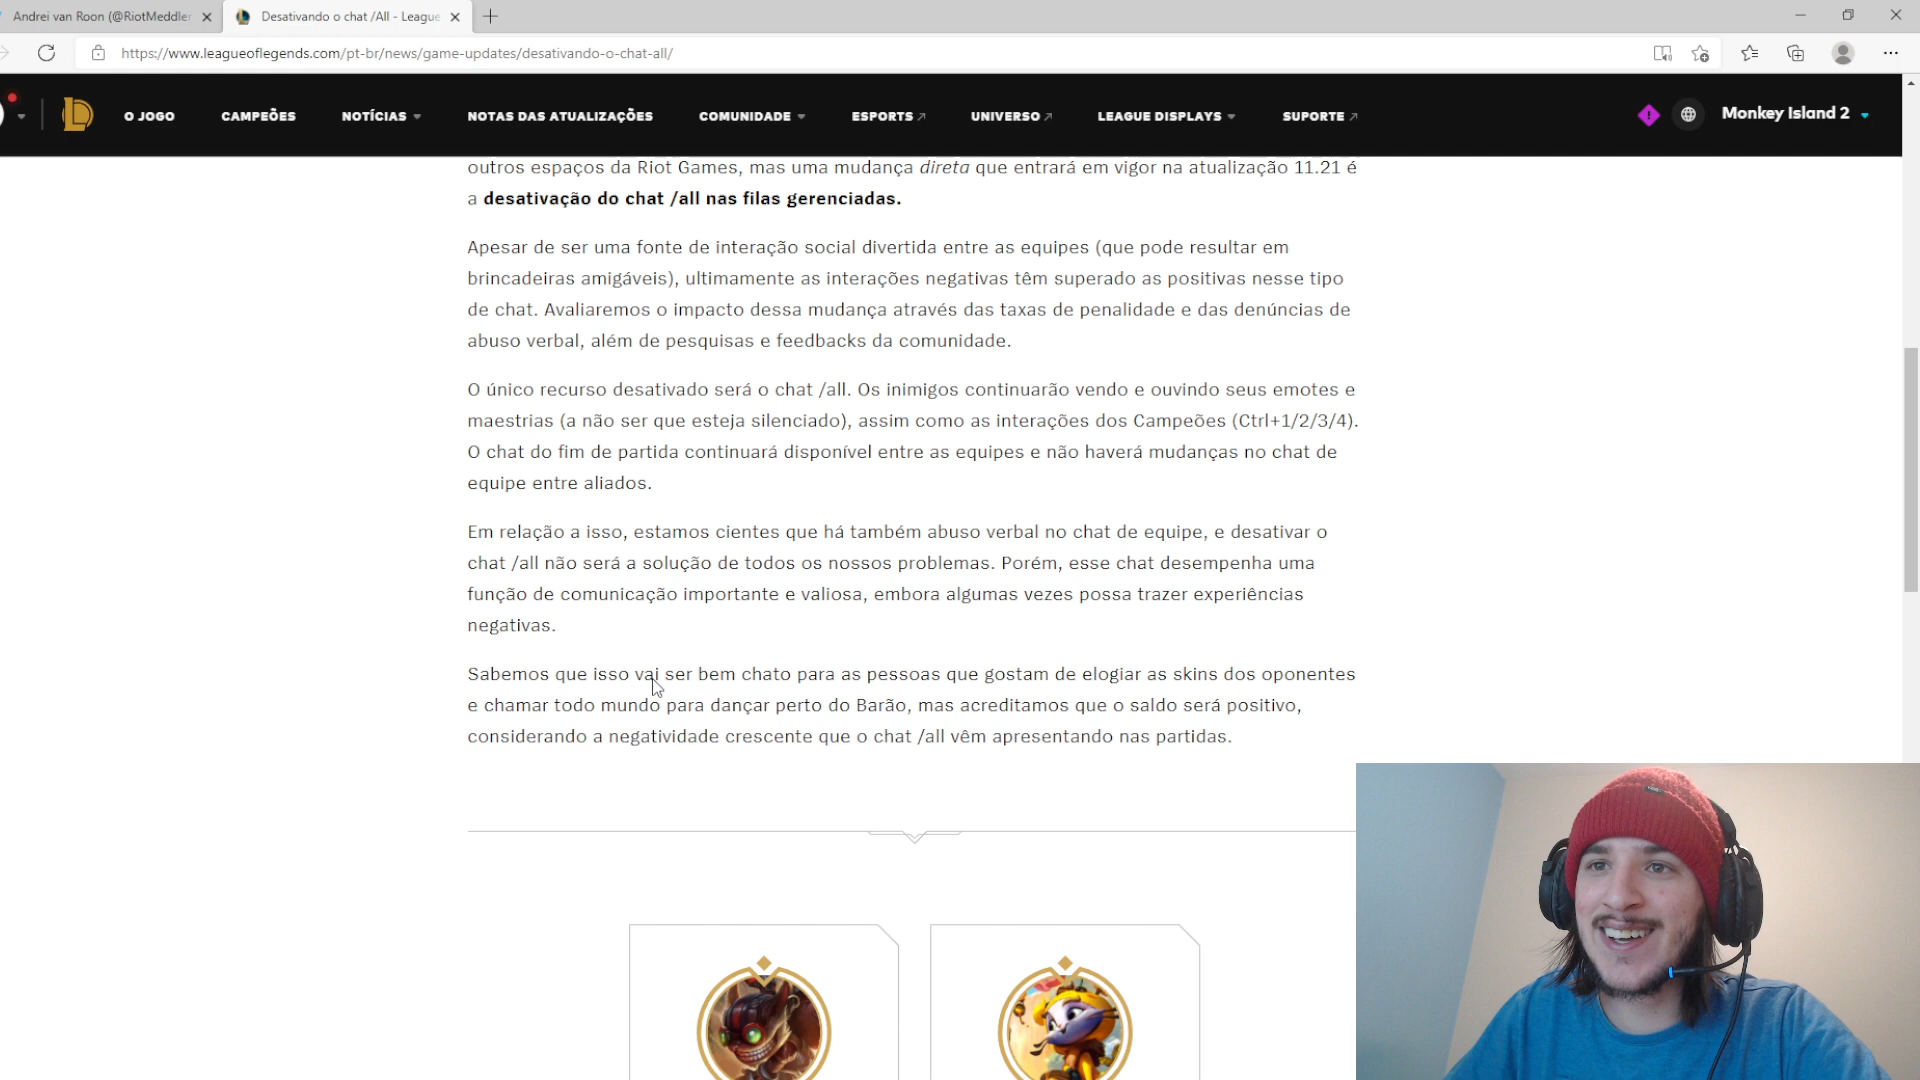 Andrei van Roon (@RiotMeddler
Desativando o chat /All - League
https://www.leagueoflegends.com/pt-br/news/game-updates/desativando-o-chat-all/
O JOGO CAMPEÕES NOTÍCIAS NOTAS DAS ATUALIZAÇÕES COMUNIDADE ESPORTS UNIVERSO LEAGUE DISPLAYS SUPORTE Monkey Island 2
outros espaços da Riot Games, mas uma mudança direta que entrará em vigor na atualização 11.21 é
a desativação do chat /all nas filas gerenciadas.
Apesar de ser uma fonte de interação social divertida entre as equipes (que pode resultar em
brincadeiras amigáveis), ultimamente as interações negativas têm superado as positivas nesse tipo
de chat. Avaliaremos o impacto dessa mudança através das taxas de penalidade e das denúncias de
abuso verbal, além de pesquisas e feedbacks da comunidade.
O único recurso desativado será o chat /all. Os inimigos continuarão vendo e ouvindo seus emotes e
maestrias (a não ser que esteja silenciado), assim como as interações dos Campeões (Ctrl+1/2/3/4).
O chat do fim de partida continuará disponível entre as equipes e não haverá mudanças no chat de
equipe entre aliados.
Em relação a isso, estamos cientes que há também abuso verbal no chat de equipe, e desativar o
chat /all não será a solução de todos os nossos problemas. Porém, esse chat desempenha uma
função de comunicação importante e valiosa, embora algumas vezes possa trazer experiências
negativas.
Sabemos que isso vai ser bem chato para as pessoas que gostam de elogiar as skins dos oponentes
e chamar todo mundo para dançar perto do Barão, mas acreditamos que o saldo será positivo,
considerando a negatividade crescente que o chat /all vêm apresentando nas partidas.